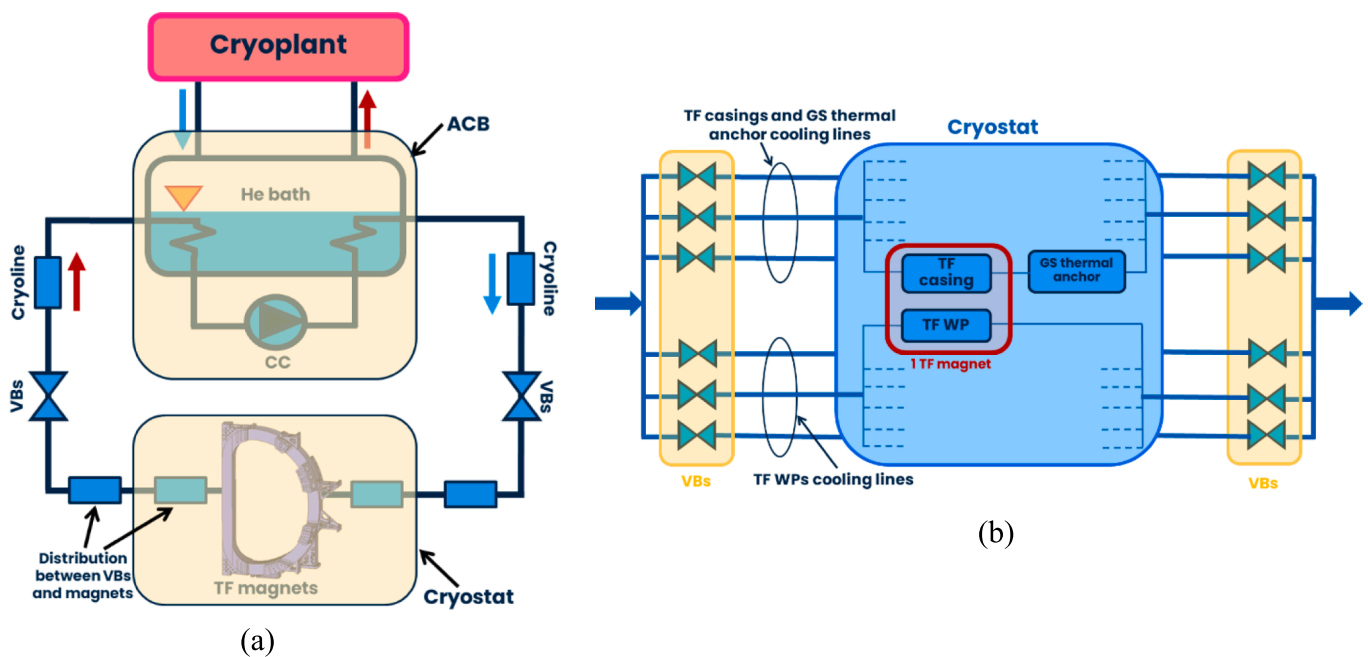 Cryoplant
ACB
He bath
Cryoline
Cryoline
CC
VBs
VBs
Distribution
between VBs
and magnets
TF magnets
Cryostat
(a)
TF casings and GS thermal
anchor cooling lines
Cryostat
TF
casing
GS thermal
anchor
TF WP
1 TF magnet
VBs
TF WPs cooling lines
VBs
(b)